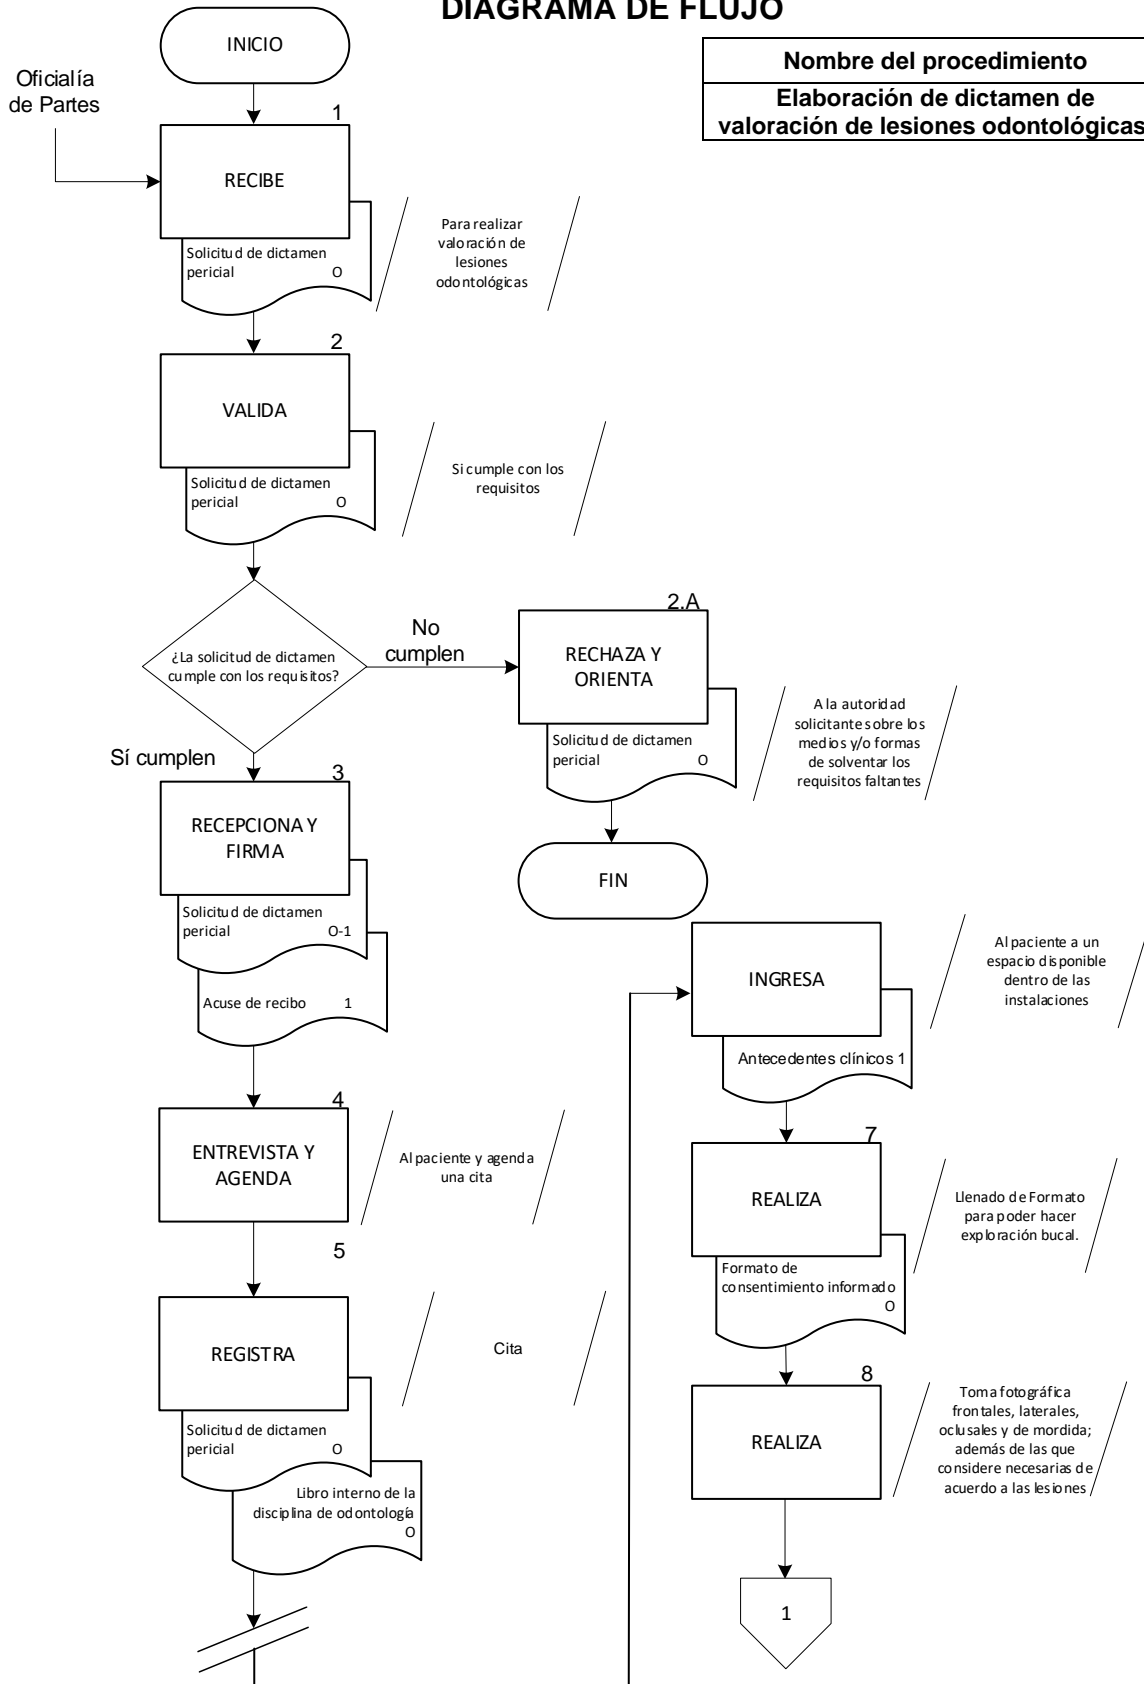 DIAGRAMA DE FLUJO
Nombre del procedimiento
Elaboración de dictamen de
valoración de lesiones odontológicas
INICIO
Oficialía
de Partes
1
RECIBE
Solicitud de dictamen
pericial O
Para realizar
valoración de
lesiones
odontológicas
2
VALIDA
Solicitud de dictamen
pericial O
Si cumple con los
requisitos
¿La solicitud de dictamen
cumple con los requisitos?
No
cumplen
2.A
RECHAZA Y
ORIENTA
Solicitud de dictamen
pericial O
A la autoridad
solicitante sobre los
medios y/o formas
de solventar los
requisitos faltantes
FIN
Sí cumplen
3
RECEPCIONA Y
FIRMA
Solicitud de dictamen
pericial O-1
Acuse de recibo 1
4
ENTREVISTA Y
AGENDA
Al paciente y agenda
una cita
5
REGISTRA
Cita
Solicitud de dictamen
pericial O
Libro interno de la
disciplina de odontología
O
INGRESA
Al paciente a un
espacio disponible
dentro de las
instalaciones
Antecedentes clínicos 1
7
REALIZA
Llenado de Formato
para poder hacer
exploración bucal.
Formato de
consentimiento informado
O
8
REALIZA
Toma fotográfica
frontales, laterales,
oclusales y de mordida;
además de las que
considere necesarias de
acuerdo a las lesiones
1